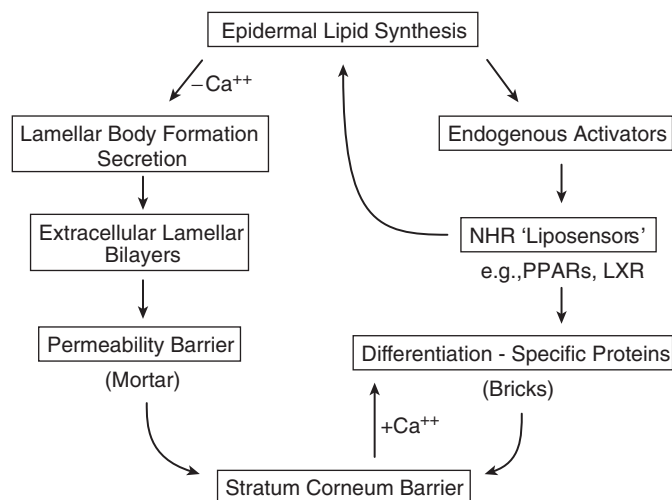 Epidermal Lipid Synthesis
−Ca++
Lamellar Body Formation
Secretion
Endogenous Activators
Extracellular Lamellar
Bilayers
NHR ‘Liposensors’
e.g.,PPARs, LXR
Permeability Barrier
(Mortar)
Differentiation - Specific Proteins
(Bricks)
+Ca++
Stratum Corneum Barrier